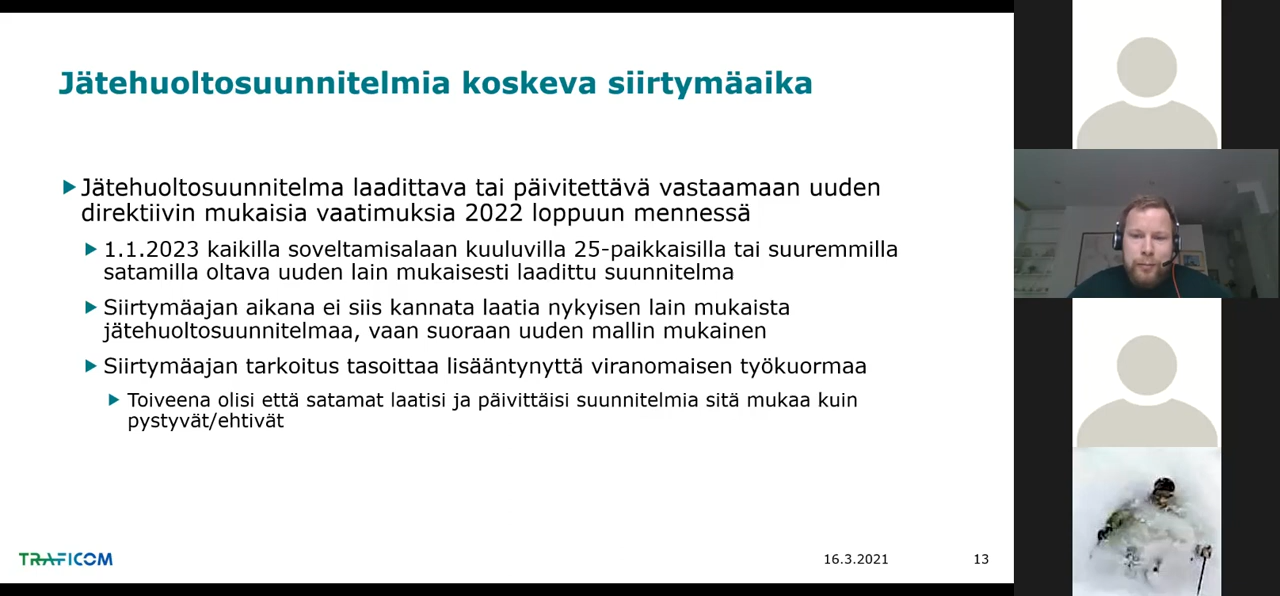 Jätehuoltosuunnitelmia koskeva siirtymäaika
Jätehuoltosuunnitelma laadittava tai päivitettävä vastaamaan uuden
direktiivin mukaisia vaatimuksia 2022 loppuun mennessä
1.1.2023 kaikilla soveltamisalaan kuuluvilla 25-paikkaisilla tai suuremmilla
satamilla oltava uuden lain mukaisesti laadittu suunnitelma
Siirtymäajan aikana ei siis kannata laatia nykyisen lain mukaista
jätehuoltosuunnitelmaa, vaan suoraan uuden mallin mukainen
Siirtymäajan tarkoitus tasoittaa lisääntynyttä viranomaisen työkuormaa
Toiveena olisi että satamat laatisi ja päivittäisi suunnitelmia sitä mukaa kuin
pystyvät/ehtivät
TRAFICOM
16.3.2021
13